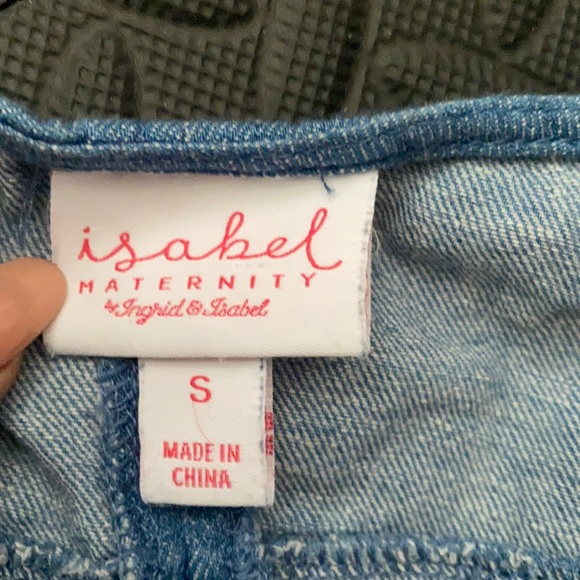 isabel
MATERNITY
by Ingrid & Isabel
S
MADE IN
CHINA